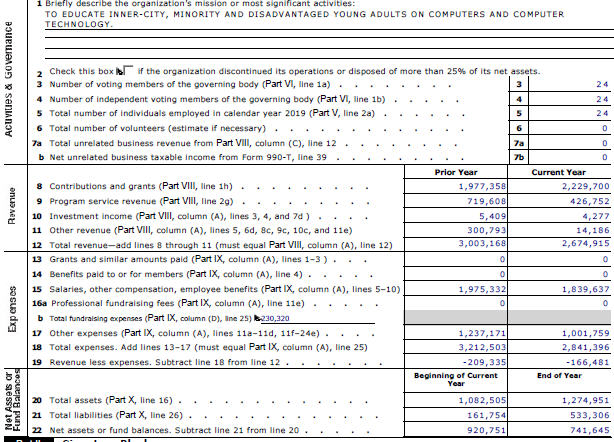 1 Briefly describe the organization's mission or most significant activities:
TO EDUCATE INNER-CITY, MINORITY AND DISADVANTAGED YOUNG ADULTS ON COMPUTERS AND COMPUTER
TECHNOLOGY.
Activities & Governance
2 Check this box if the organization discontinued its operations or disposed of more than 25% of its net assets.
3 Number of voting members of the governing body (Part VI, line 1a) . . . . . . . . 3 24
4 Number of independent voting members of the governing body (Part VI, line 1b) . . . . . 4 24
5 Total number of individuals employed in calendar year 2019 (Part V, line 2a) . . . . . . 5 24
6 Total number of volunteers (estimate if necessary) . . . . . . . . . . . . 6 0
7a Total unrelated business revenue from Part VIII, column (C), line 12 . . . . . . . . 7a 0
b Net unrelated business taxable income from Form 990-T, line 39 . . . . . . . . . 7b 0
Prior Year Current Year
Revenue
8 Contributions and grants (Part VIII, line 1h) . . . . . . . . . 1,977,358 2,229,700
9 Program service revenue (Part VIII, line 2g) . . . . . . . . . 719,608 426,752
10 Investment income (Part VIII, column (A), lines 3, 4, and 7d ) . . . . 5,409 4,277
11 Other revenue (Part VIII, column (A), lines 5, 6d, 8c, 9c, 10c, and 11e) 300,793 14,186
12 Total revenue—add lines 8 through 11 (must equal Part VIII, column (A), line 12) 3,003,168 2,674,915
Expenses
13 Grants and similar amounts paid (Part IX, column (A), lines 1–3 ) . . . 0 0
14 Benefits paid to or for members (Part IX, column (A), line 4) . . . . . 0 0
15 Salaries, other compensation, employee benefits (Part IX, column (A), lines 5–10) 1,975,332 1,839,637
16a Professional fundraising fees (Part IX, column (A), line 11e) . . . . . 0 0
b Total fundraising expenses (Part IX, column (D), line 25) 230,320
17 Other expenses (Part IX, column (A), lines 11a–11d, 11f–24e) . . . . 1,237,171 1,001,759
18 Total expenses. Add lines 13–17 (must equal Part IX, column (A), line 25) 3,212,503 2,841,396
19 Revenue less expenses. Subtract line 18 from line 12 . . . . . . . -209,335 -166,481
Net Assets or Fund Balances
Beginning of Current Year End of Year
20 Total assets (Part X, line 16) . . . . . . . . . . . . 1,082,505 1,274,951
21 Total liabilities (Part X, line 26) . . . . . . . . . . . . 161,754 533,306
22 Net assets or fund balances. Subtract line 21 from line 20 . . . . . 920,751 741,645